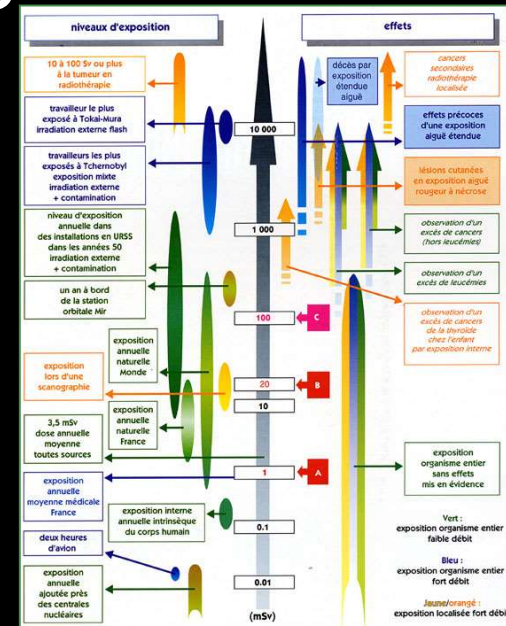 niveaux d'exposition
10 à 100 Sv ou plus
à la tumeur en
radiothérapie
travailleur le plus
exposé à Tokai-Mura
irradiation externe flash
travailleurs les plus
exposés à Tchernobyl
exposition mixte
irradiation externe
+ contamination
niveau d'exposition
annuelle dans
des installations en URSS
dans les années 50
irradiation externe
+ contamination
un an à bord
de la station
orbitale Mir
exposition
annuelle
naturelle
Monde
exposition
lors d'une
scanographie
exposition
annuelle
naturelle
France
3,5 mSv
dose annuelle
moyenne
toutes sources
exposition
annuelle
moyenne médicale
France
exposition interne
annuelle intrinsèque
du corps humain
deux heures
d'avion
exposition
annuelle
ajoutée près
des centrales
nucléaires
10 000
1 000
100
20
10
1
0.1
0.01
(mSv)
C
B
A
effets
décès par
exposition
étendue
aiguë
cancers
secondaires
radiothérapie
localisée
effets précoces
d'une exposition
aiguë étendue
lésions cutanées
en exposition aiguë
rougeur à nécrose
observation d'un
excès de cancers
(hors leucémies)
observation d'un
excès de leucémies
observation d'un
excès de cancers
de la thyroïde
chez l'enfant
par exposition interne
exposition
organisme entier
sans effets
mis en évidence
Vert :
exposition organisme entier
faible débit
Bleu :
exposition organisme entier
fort débit
Jaune/orangé :
exposition localisée fort débi